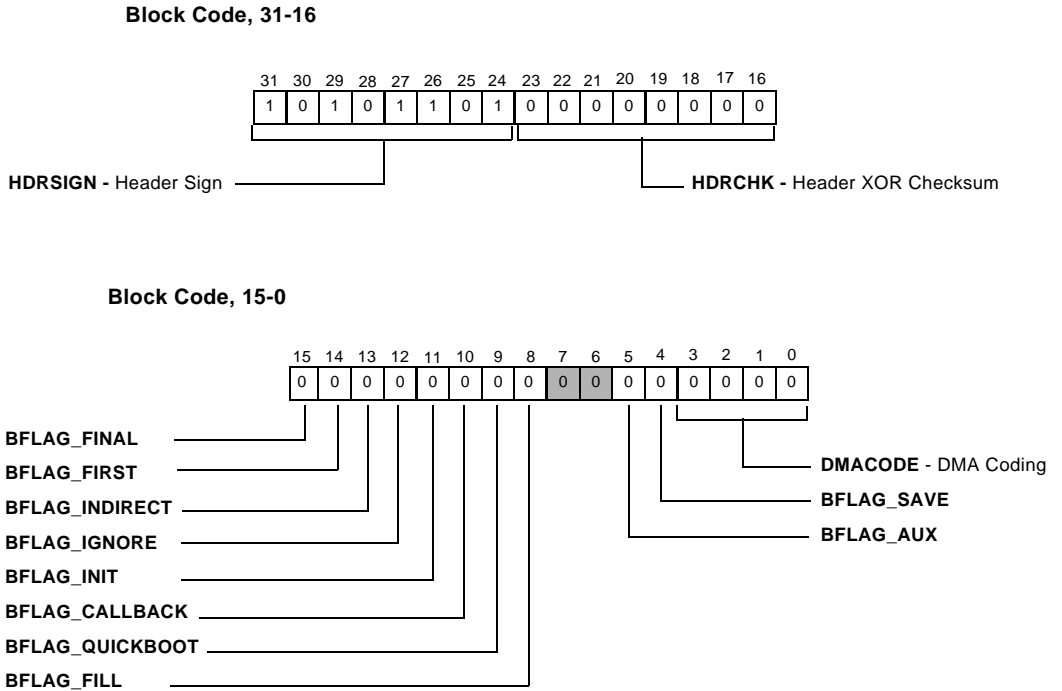 Block Code, 31-16
31 30 29 28 27 26 25 24 23 22 21 20 19 18 17 16
1 0 1 0 1 1 0 1 0 0 0 0 0 0 0 0
HDRSIGN - Header Sign
HDRCHK - Header XOR Checksum
Block Code, 15-0
15 14 13 12 11 10 9 8 7 6 5 4 3 2 1 0
0 0 0 0 0 0 0 0 0 0 0 0 0 0 0 0
BFLAG_FINAL
BFLAG_FIRST
BFLAG_INDIRECT
BFLAG_IGNORE
BFLAG_INIT
BFLAG_CALLBACK
BFLAG_QUICKBOOT
BFLAG_FILL
DMACODE - DMA Coding
BFLAG_SAVE
BFLAG_AUX